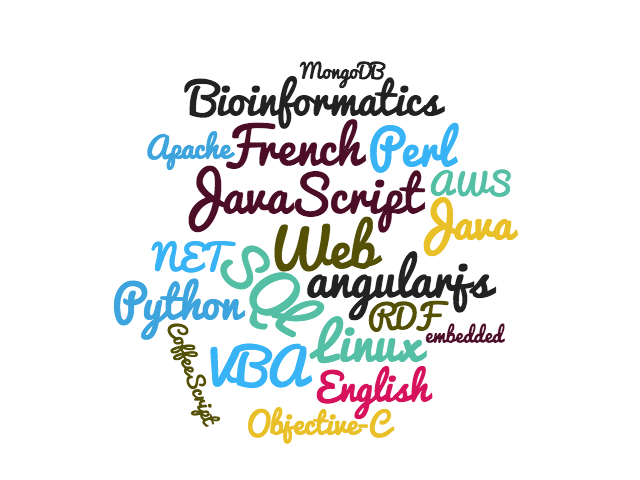 MongoDB
Bioinformatics
Apache
French
Perl
JavaScript
AWS
Java
Web
NET
SQL
angularjs
Python
RDF
embedded
Linux
CoffeeScript
VBA
English
Objective-C